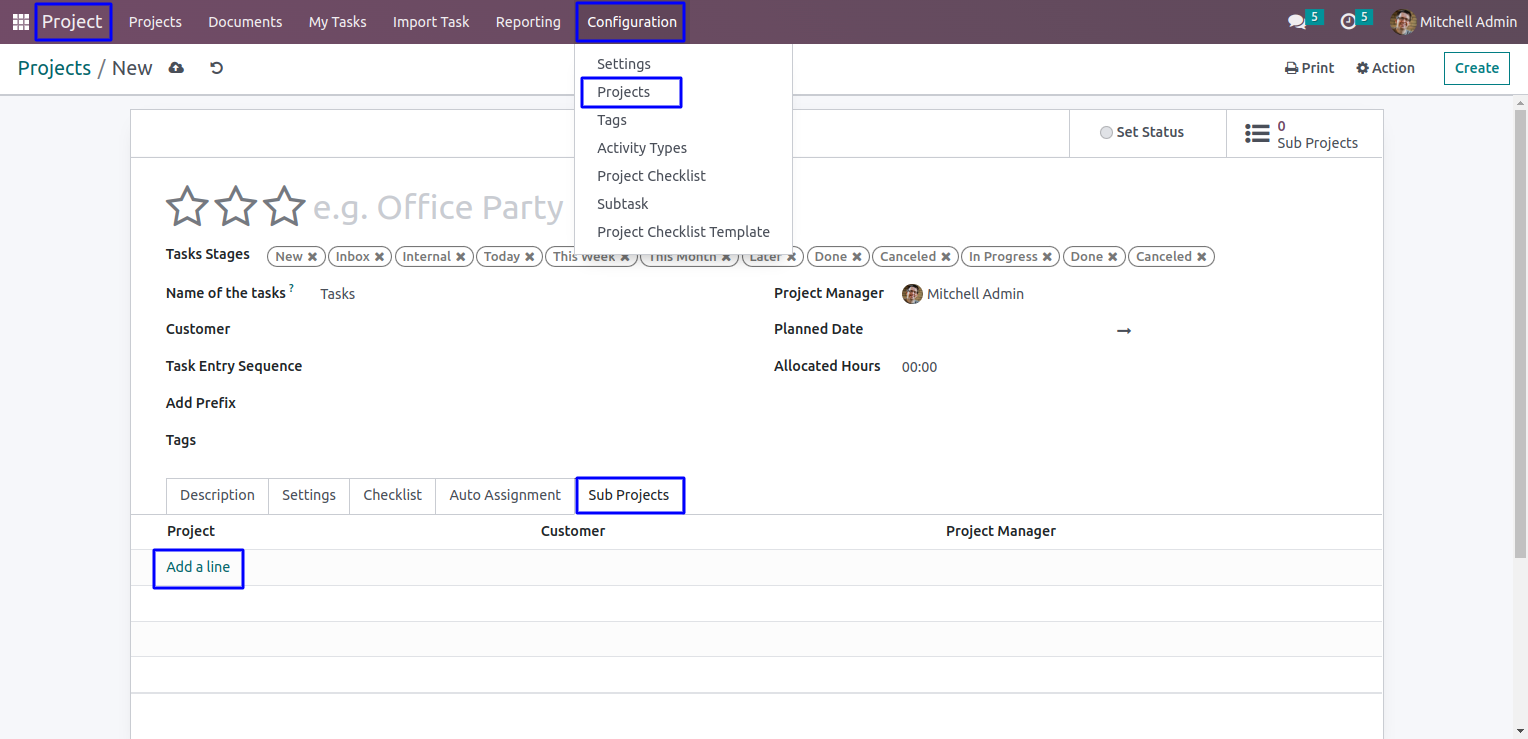 Project Projects Documents My Tasks Import Task Reporting Configuration 5 5 Mitchell Admin
Projects / New Print Action Create
Settings
Projects
Tags
Activity Types
Project Checklist
Subtask
Project Checklist Template
Set Status 0 Sub Projects
e.g. Office Party
Tasks Stages New ✖ Inbox ✖ Internal ✖ Today ✖ This Week ✖ This Month ✖ Later ✖ Done ✖ Canceled ✖ In Progress ✖ Done ✖ Canceled ✖
Name of the tasks ? Tasks Project Manager Mitchell Admin
Customer Planned Date →
Task Entry Sequence Allocated Hours 00:00
Add Prefix
Tags
Description Settings Checklist Auto Assignment Sub Projects
Project Customer Project Manager
Add a line